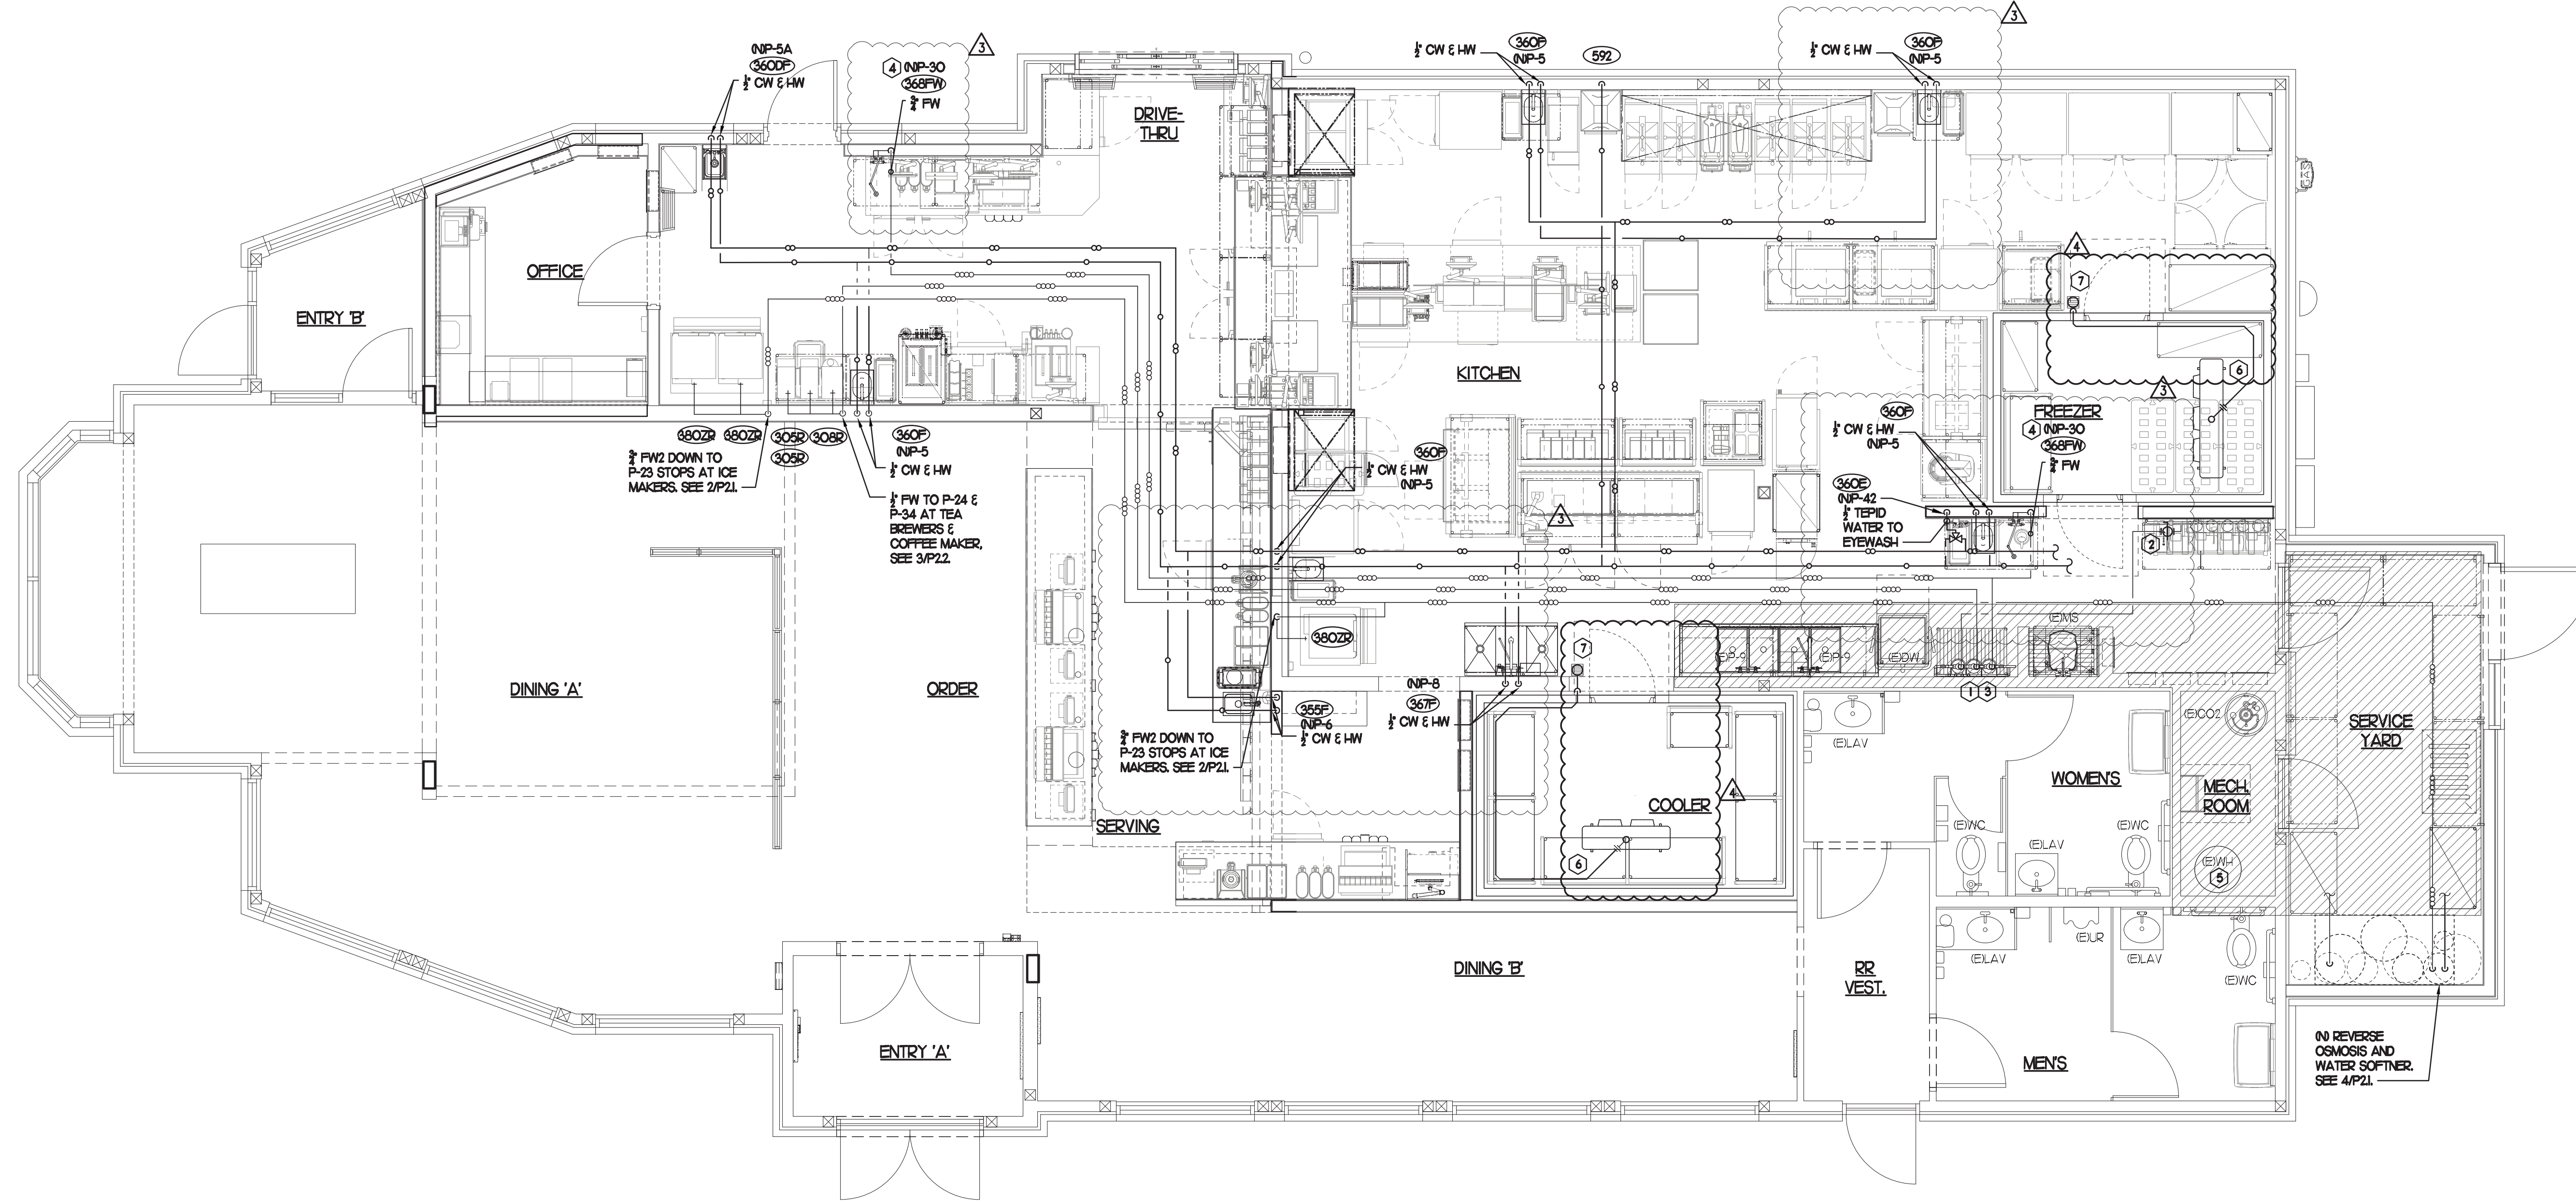 3
3
(N)P-5A
360DF
½" CW & HW
4 (N)P-30
368FW
¾" FW
½" CW & HW
360F
(N)P-5
592
½" CW & HW
360F
(N)P-5
DRIVE-
THRU
GAS
4
7
OFFICE
ENTRY 'B'
KITCHEN
6
3
FREEZER
4 (N)P-30
368FW
¾" FW
360F
½" CW & HW
(N)P-5
380ZR
380ZR
305R
308R
305R
360F
(N)P-5
½" CW & HW
¾" FW2 DOWN TO
P-23 STOPS AT ICE
MAKERS. SEE 2/P2.1.
½" FW TO P-24 &
P-34 AT TEA
BREWERS &
COFFEE MAKER,
SEE 3/P2.2.
360F
½" CW & HW
(N)P-5
360E
(N)P-42
½" TEPID
WATER TO
EYEWASH
3
2
(E)MS
380ZR
7
(E)P-9
(E)P-9
(E)DW
1
3
DINING 'A'
ORDER
(N)P-8
367F
½" CW & HW
355F
(N)P-6
½" CW & HW
¾" FW2 DOWN TO
P-23 STOPS AT ICE
MAKERS. SEE 2/P2.1.
(E)LAV
(E)CO2
SERVICE
YARD
WOMEN'S
MECH.
ROOM
COOLER
4
SERVING
6
(E)WC
(E)LAV
(E)WC
(E)WH
5
(E)UR
(E)LAV
(E)LAV
(E)WC
DINING 'B'
RR
VEST.
ENTRY 'A'
MEN'S
(N) REVERSE
OSMOSIS AND
WATER SOFTNER.
SEE 4/P2.1.